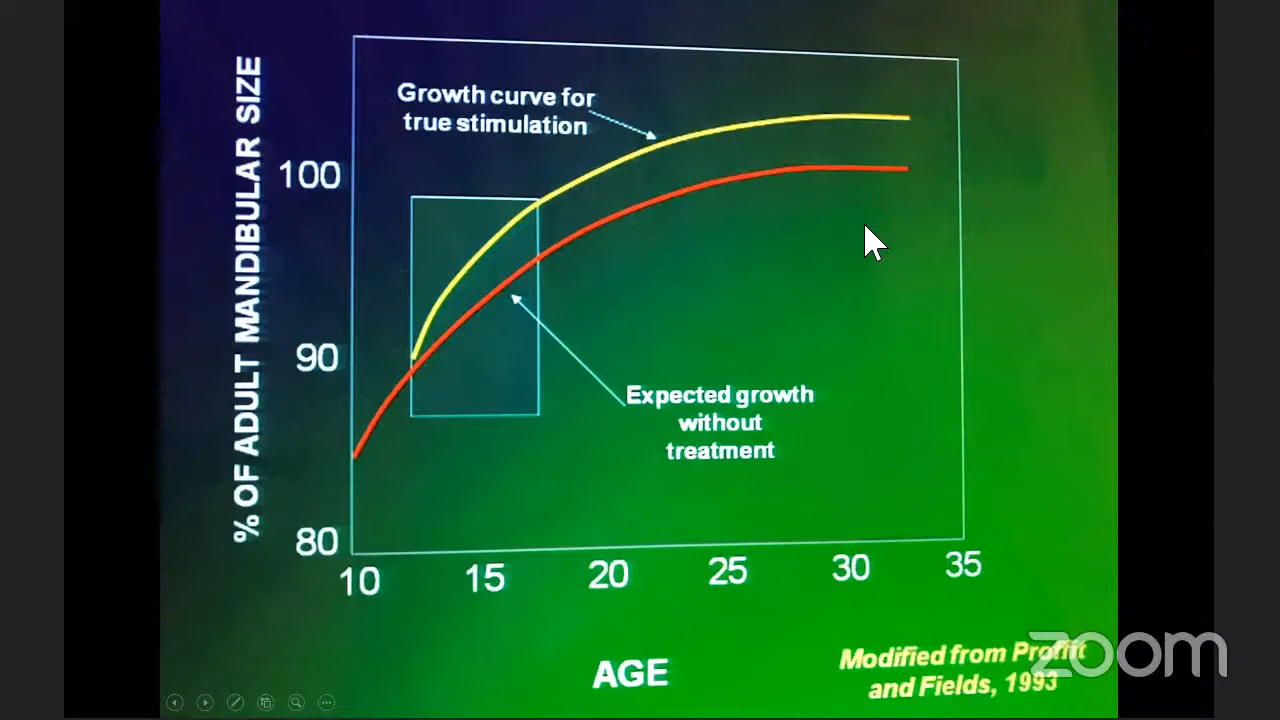 Growth curve for
true stimulation
% OF ADULT MANDIBULAR SIZE
100
90
80
Expected growth
without
treatment
10 15 20 25 30 35
AGE
Modified from Proffit
and Fields, 1993
zoom